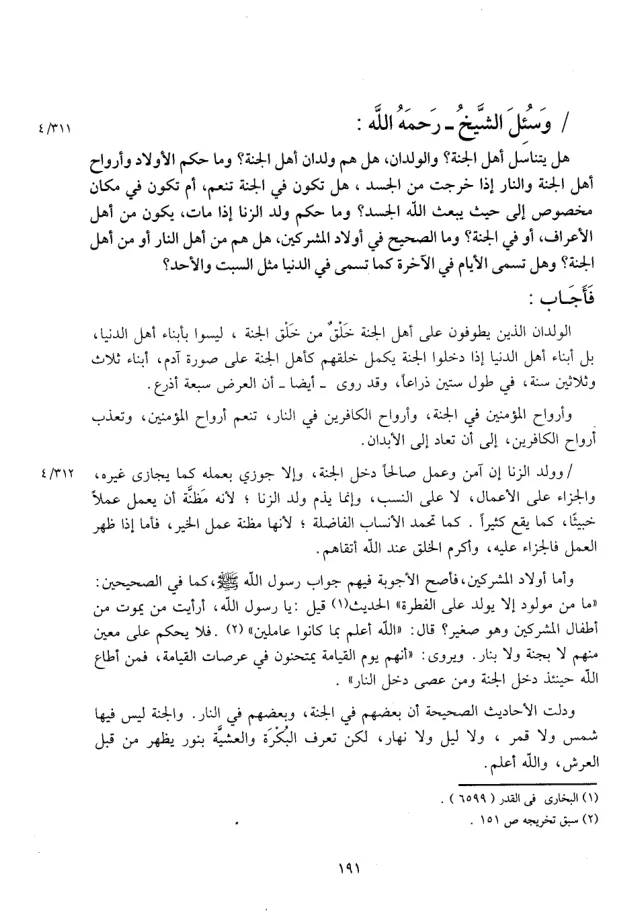 ٤/٣١١
/ وَسُئِلَ الشَّيخُ ـ رَحمَهُ اللَّه :
هل يتناسل أهل الجنة؟ والولدان، هل هم ولدان أهل الجنة؟ وما حكم الأولاد وأرواح
أهل الجنة والنار إذا خرجت من الجسد ، هل تكون في الجنة تنعم، أم تكون في مكان
مخصوص إلى حيث يبعث الله الجسد؟ وما حكم ولد الزنا إذا مات، يكون من أهل
الأعراف، أو في الجنة؟ وما الصحيح في أولاد المشركين، هل هم من أهل النار أو من أهل
الجنة؟ وهل تسمى الأيام في الآخرة كما تسمى في الدنيا مثل السبت والأحد؟
فَأَجَـاب :
الولدان الذين يطوفون على أهل الجنة خَلْقٌ من خَلْق الجنة ، ليسوا بأبناء أهل الدنيا،
بل أبناء أهل الدنيا إذا دخلوا الجنة يكمل خلقهم كأهل الجنة على صورة آدم، أبناء ثلاث
وثلاثين سنة، في طول ستين ذراعاً، وقد روى ـ أيضا ـ أن العرض سبعة أذرع.
وأرواح المؤمنين في الجنة، وأرواح الكافرين في النار، تنعم أرواح المؤمنين، وتعذب
أرواح الكافرين، إلى أن تعاد إلى الأبدان.
٤/٣١٢
/ وولد الزنا إن آمن وعمل صالحاً دخل الجنة، وإلا جوزي بعمله كما يجازى غيره،
والجزاء على الأعمال، لا على النسب، وإنما يذم ولد الزنا ؛ لأنه مَظنَّة أن يعمل عملاً
خبيثًا، كما يقع كثيراً . كما تحمد الأنساب الفاضلة ؛ لأنها مظنة عمل الخير، فأما إذا ظهر
العمل فالجزاء عليه، وأكرم الخلق عند الله أتقاهم.
وأما أولاد المشركين،فأصح الأجوبة فيهم جواب رسول الله ﷺ،كما في الصحيحين:
«ما من مولود إلا يولد على الفطرة» الحديث(١) قيل :يا رسول الله، أرأيت من يموت من
أطفال المشركين وهو صغير؟ قال: «الله أعلم بما كانوا عاملين» (٢) .فلا يحكم على معين
منهم لا بجنة ولا بنار. ويروى: «أنهم يوم القيامة يمتحنون في عرصات القيامة، فمن أطاع
الله حينئذ دخل الجنة ومن عصى دخل النار» .
ودلت الأحاديث الصحيحة أن بعضهم في الجنة، وبعضهم في النار. والجنة ليس فيها
شمس ولا قمر ، ولا ليل ولا نهار، لكن تعرف البُكْرَة والعشيَّة بنور يظهر من قبل
العرش، والله أعلم.
(١) البخارى فى القدر ( ٦٥٩٩ ) .
(٢) سبق تخريجه ص ١٥١ .
١٩١